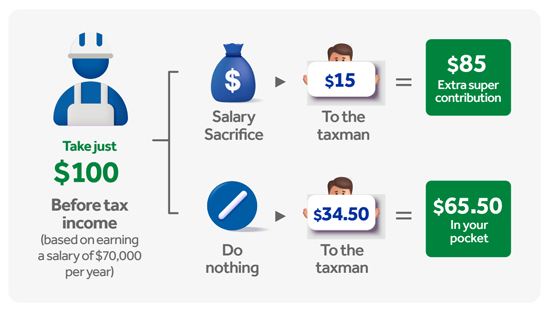 Take just
$100
Before tax
income
(based on earning
a salary of $70,000
per year)
$
Salary
Sacrifice
$15
To the
taxman
=
$85
Extra super
contribution
Do
nothing
$34.50
To the
taxman
=
$65.50
In your
pocket